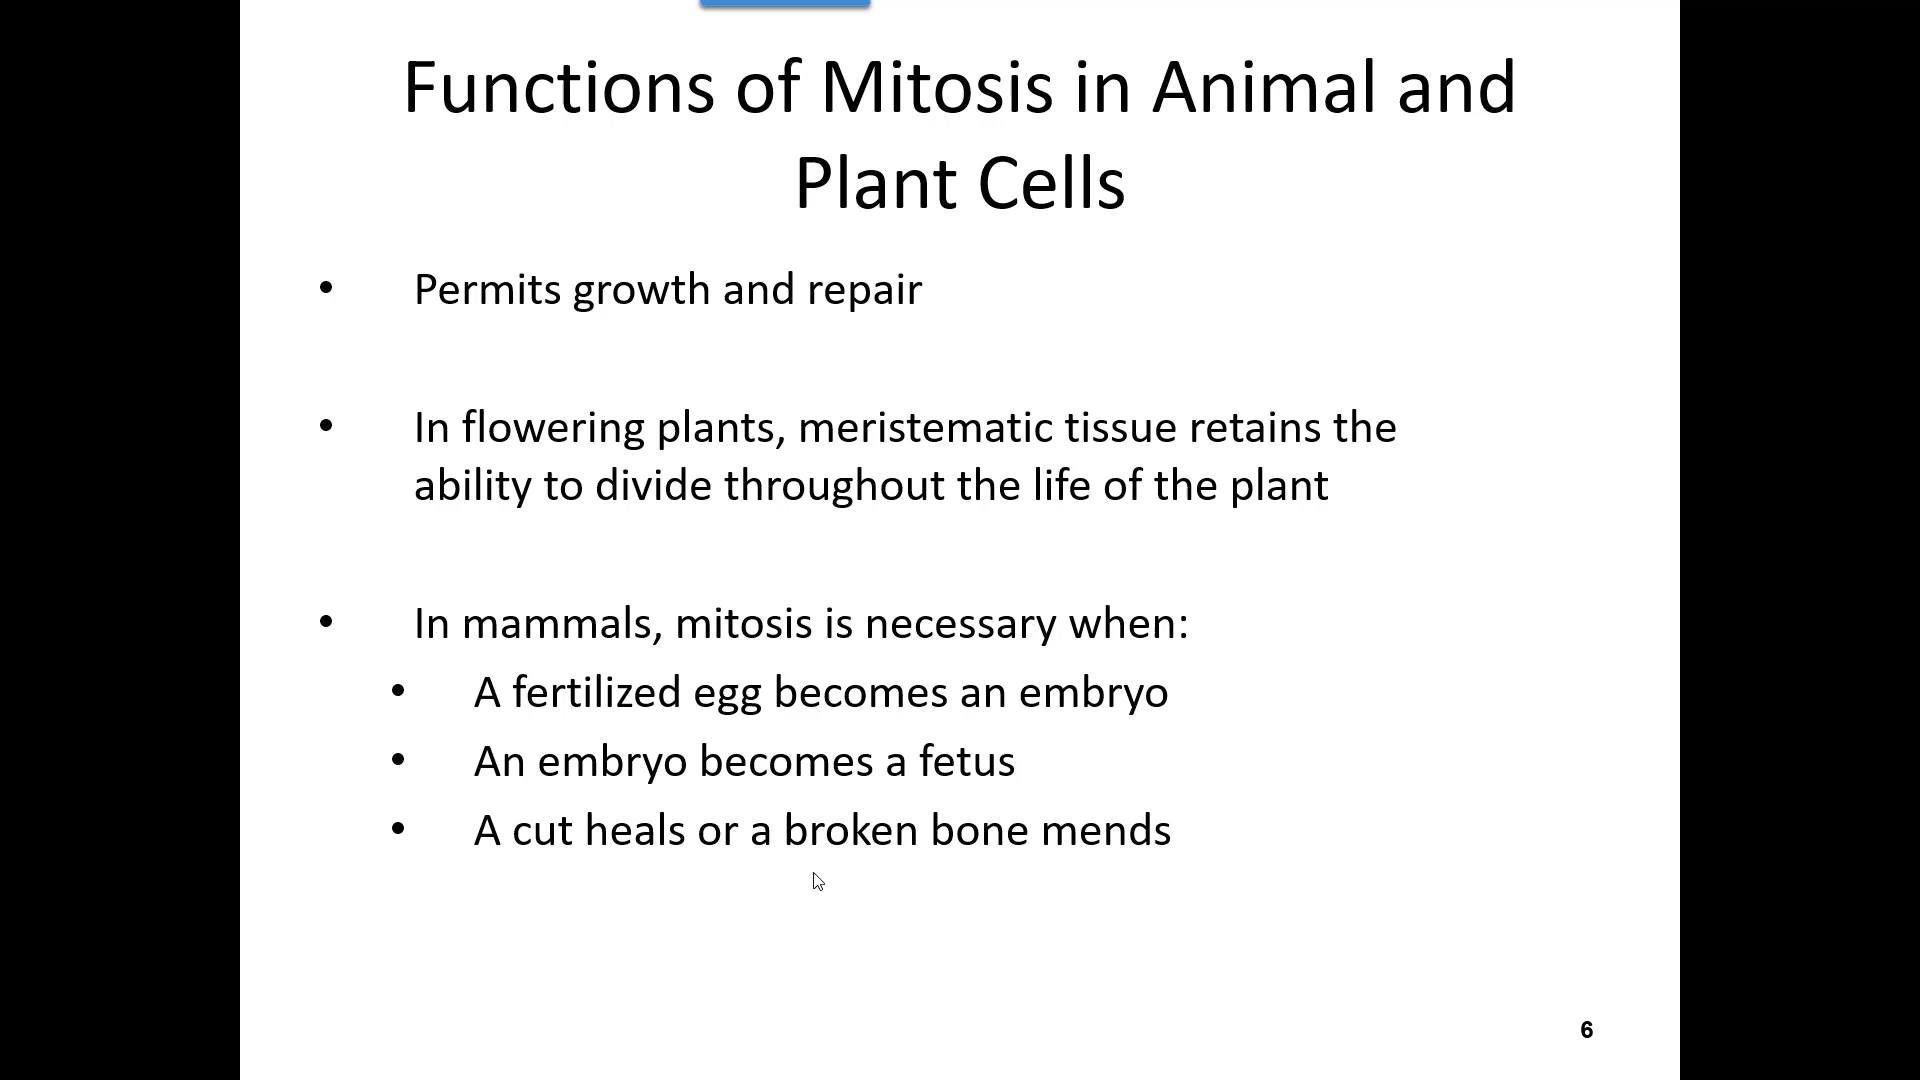 Functions of Mitosis in Animal and
Plant Cells
• Permits growth and repair
• In flowering plants, meristematic tissue retains the
ability to divide throughout the life of the plant
• In mammals, mitosis is necessary when:
• A fertilized egg becomes an embryo
• An embryo becomes a fetus
• A cut heals or a broken bone mends
6